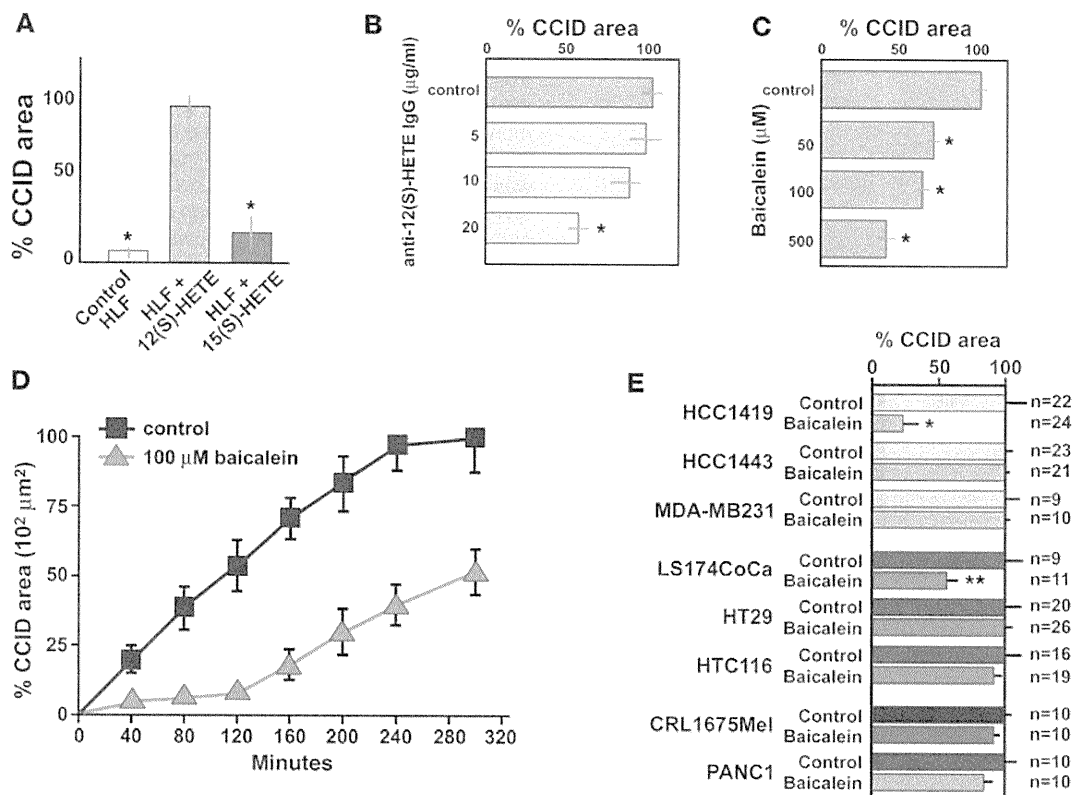 A
% CCID area
100
50
0
*
*
Control HLF
HLF + 12(S)-HETE
HLF + 15(S)-HETE
B
% CCID area
0 50 100
anti-12(S)-HETE IgG (μg/ml)
control
5
10
20
*
C
% CCID area
0 50 100
Baicalein (μM)
control
50
*
100
*
500
*
D
% CCID area (10² μm²)
100
75
50
25
0
control
100 μM baicalein
0 40 80 120 160 200 240 300 320
Minutes
E
% CCID area
0 50 100
HCC1419
Control n=22
Baicalein * n=24
HCC1443
Control n=23
Baicalein n=21
MDA-MB231
Control n=9
Baicalein n=10
LS174CoCa
Control n=9
Baicalein ** n=11
HT29
Control n=20
Baicalein n=26
HTC116
Control n=16
Baicalein n=19
CRL1675Mel
Control n=10
Baicalein n=10
PANC1
Control n=10
Baicalein n=10